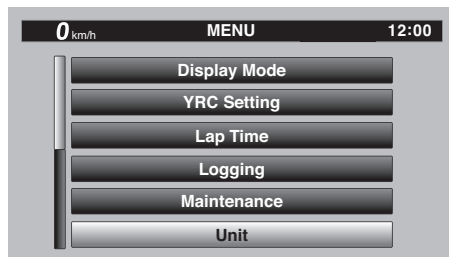 0 km/h MENU 12:00
Display Mode
YRC Setting
Lap Time
Logging
Maintenance
Unit